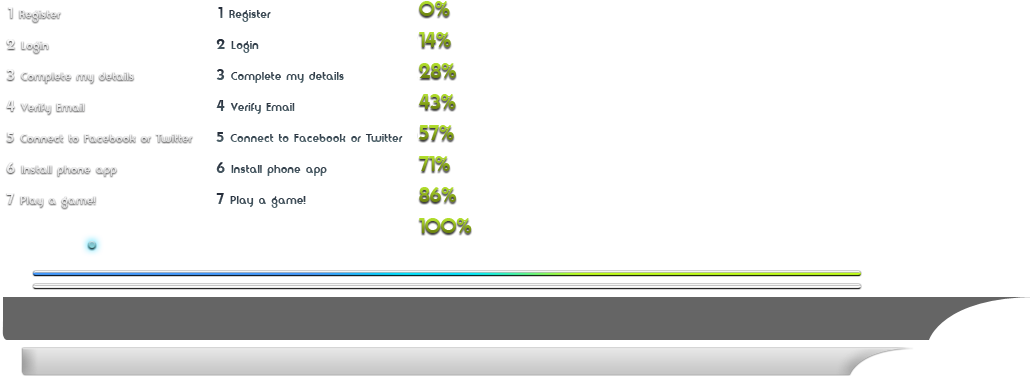 1 Register 1 Register 0%
2 Login 2 Login 14%
3 Complete my details 3 Complete my details 28%
4 Verify Email 4 Verify Email 43%
5 Connect to Facebook or Twitter 5 Connect to Facebook or Twitter 57%
6 Install phone app 6 Install phone app 71%
7 Play a game! 7 Play a game! 86%
100%